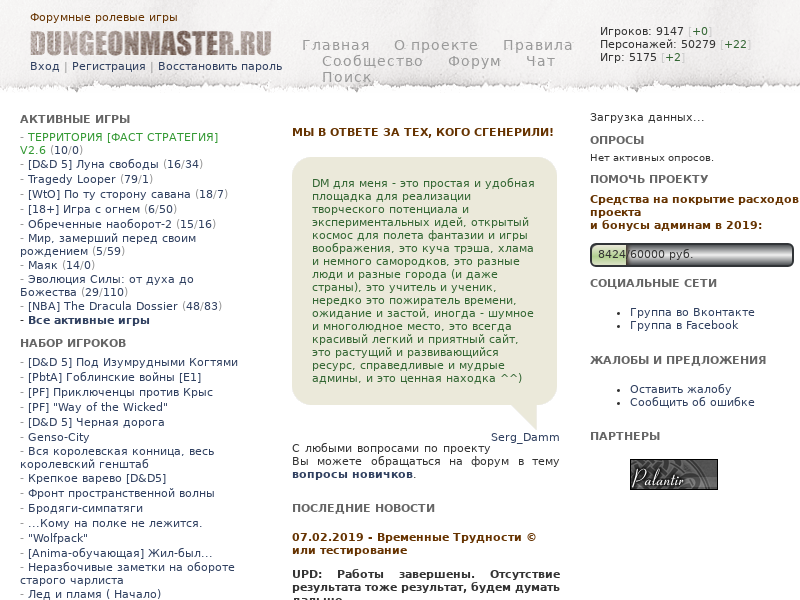 Форумные ролевые игры
DUNGEONMASTER.RU
Вход | Регистрация | Восстановить пароль
Главная О проекте Правила
Сообщество Форум Чат
Поиск
Игроков: 9147 [+0]
Персонажей: 50279 [+22]
Игр: 5175 [+2]
АКТИВНЫЕ ИГРЫ
- ТЕРРИТОРИЯ [ФАСТ СТРАТЕГИЯ]
V2.6 (10/0)
- [D&D 5] Луна свободы (16/34)
- Tragedy Looper (79/1)
- [WtO] По ту сторону савана (18/7)
- [18+] Игра с огнем (6/50)
- Обреченные наоборот-2 (15/16)
- Мир, замерший перед своим
рождением (5/59)
- Маяк (14/0)
- Эволюция Силы: от духа до
Божества (29/110)
- [NBA] The Dracula Dossier (48/83)
- Все активные игры
НАБОР ИГРОКОВ
- [D&D 5] Под Изумрудными Когтями
- [PbtA] Гоблинские войны [E1]
- [PF] Приключенцы против Крыс
- [PF] "Way of the Wicked"
- [D&D 5] Черная дорога
- Genso-City
- Вся королевская конница, весь
королевский генштаб
- Крепкое варево [D&D5]
- Фронт пространственной волны
- Бродяги-симпатяги
- ...Кому на полке не лежится.
- "Wolfpack"
- [Anima-обучающая] Жил-был...
- Неразборчивые заметки на обороте
старого чарлиста
- Лед и пламя ( Начало)
МЫ В ОТВЕТЕ ЗА ТЕХ, КОГО СГЕНЕРИЛИ!
DM для меня - это простая и удобная
площадка для реализации
творческого потенциала и
экспериментальных идей, открытый
космос для полета фантазии и игры
воображения, это куча трэша, хлама
и немного самородков, это разные
люди и разные города (и даже
страны), это учитель и ученик,
нередко это пожиратель времени,
ожидание и застой, иногда - шумное
и многолюдное место, это всегда
красивый легкий и приятный сайт,
это растущий и развивающийся
ресурс, справедливые и мудрые
админы, и это ценная находка ^^)
Serg_Damm
С любыми вопросами по проекту
Вы можете обращаться на форум в тему
вопросы новичков.
ПОСЛЕДНИЕ НОВОСТИ
07.02.2019 - Временные Трудности ©
или тестирование
UPD: Работы завершены. Отсутствие
результата тоже результат, будем думать
дальше.
Загрузка данных...
ОПРОСЫ
Нет активных опросов.
ПОМОЧЬ ПРОЕКТУ
Средства на покрытие расходов
проекта
и бонусы админам в 2019:
8424/60000 руб.
СОЦИАЛЬНЫЕ СЕТИ
• Группа во Вконтакте
• Группа в Facebook
ЖАЛОБЫ И ПРЕДЛОЖЕНИЯ
• Оставить жалобу
• Сообщить об ошибке
ПАРТНЕРЫ
Palantir